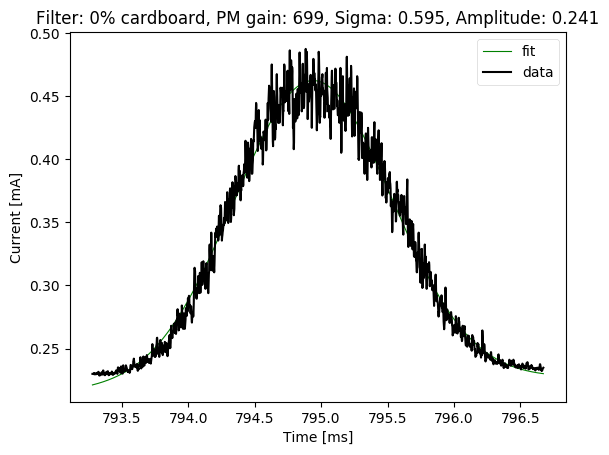 Filter: 0% cardboard, PM gain: 699, Sigma: 0.595, Amplitude: 0.241
fit
data
0.50
0.45
0.40
0.35
0.30
0.25
Current [mA]
793.5 794.0 794.5 795.0 795.5 796.0 796.5
Time [ms]